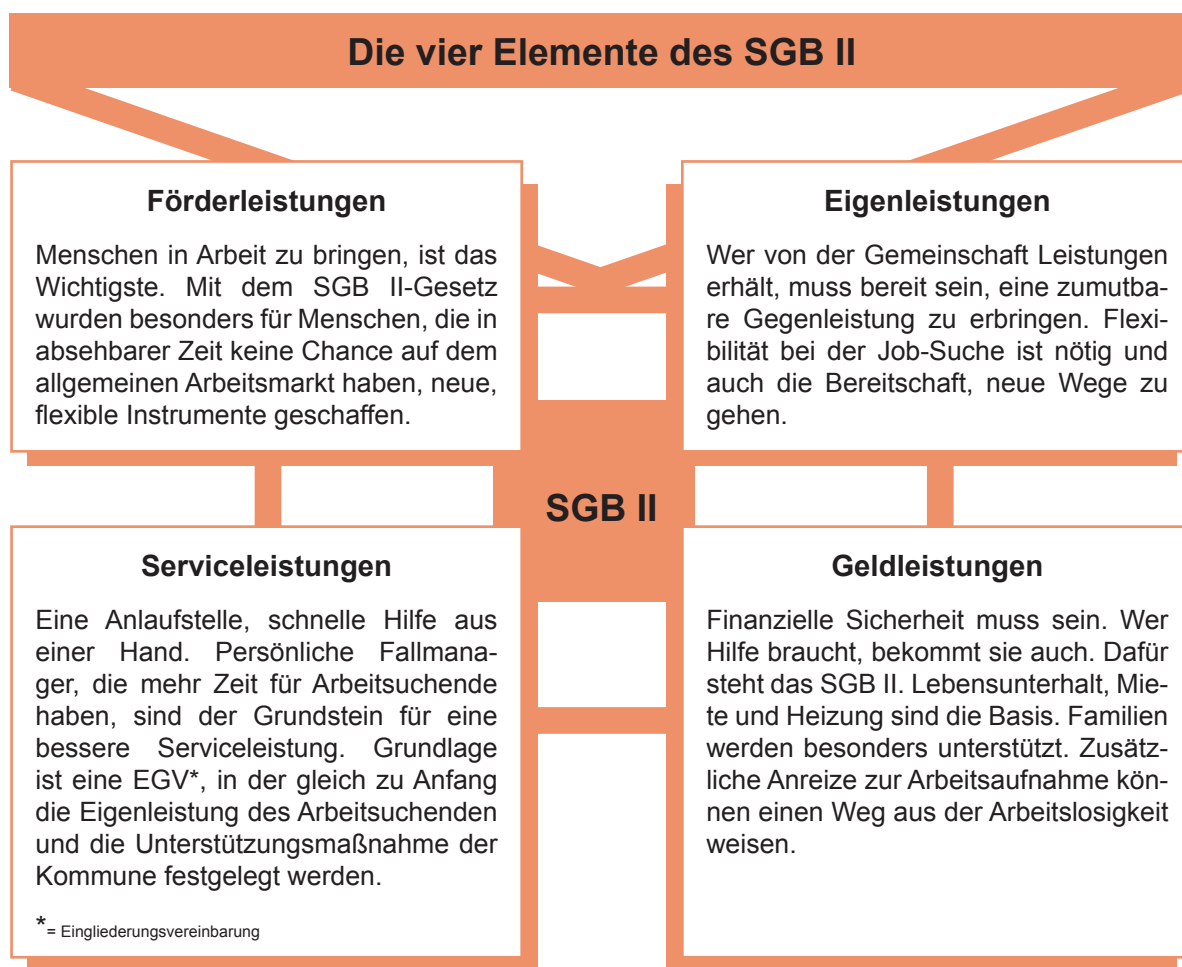 Die vier Elemente des SGB II
Förderleistungen
Menschen in Arbeit zu bringen, ist das
Wichtigste. Mit dem SGB II-Gesetz
wurden besonders für Menschen, die in
absehbarer Zeit keine Chance auf dem
allgemeinen Arbeitsmarkt haben, neue,
flexible Instrumente geschaffen.
Eigenleistungen
Wer von der Gemeinschaft Leistungen
erhält, muss bereit sein, eine zumutba-
re Gegenleistung zu erbringen. Flexi-
bilität bei der Job-Suche ist nötig und
auch die Bereitschaft, neue Wege zu
gehen.
SGB II
Serviceleistungen
Eine Anlaufstelle, schnelle Hilfe aus
einer Hand. Persönliche Fallmana-
ger, die mehr Zeit für Arbeitsuchende
haben, sind der Grundstein für eine
bessere Serviceleistung. Grundlage
ist eine EGV*, in der gleich zu Anfang
die Eigenleistung des Arbeitsuchenden
und die Unterstützungsmaßnahme der
Kommune festgelegt werden.
*= Eingliederungsvereinbarung
Geldleistungen
Finanzielle Sicherheit muss sein. Wer
Hilfe braucht, bekommt sie auch. Dafür
steht das SGB II. Lebensunterhalt, Mie-
te und Heizung sind die Basis. Familien
werden besonders unterstützt. Zusätz-
liche Anreize zur Arbeitsaufnahme kön-
nen einen Weg aus der Arbeitslosigkeit
weisen.